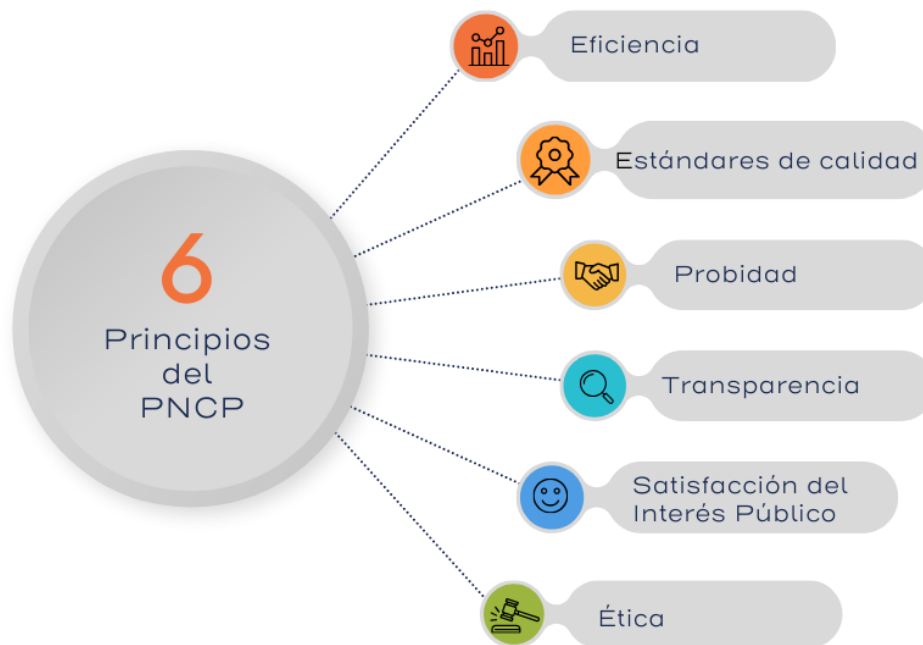 6
Principios
del
PNCP
Eficiencia
Estándares de calidad
Probidad
Transparencia
Satisfacción del
Interés Público
Ética